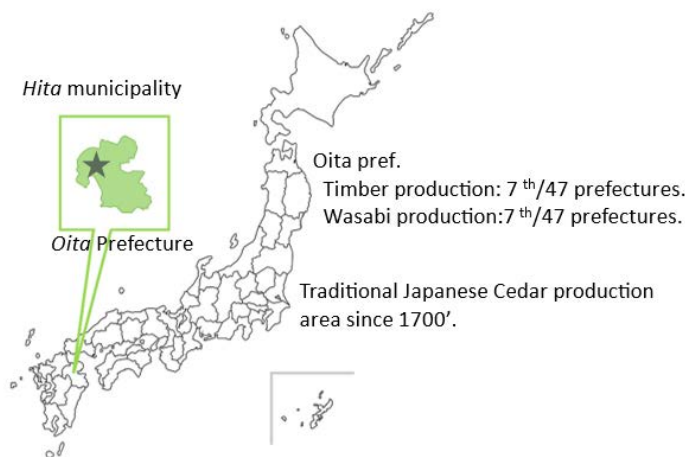 Hita municipality
Oita Prefecture
Oita pref.
Timber production: 7 th/47 prefectures.
Wasabi production:7 th/47 prefectures.
Traditional Japanese Cedar production
area since 1700'.